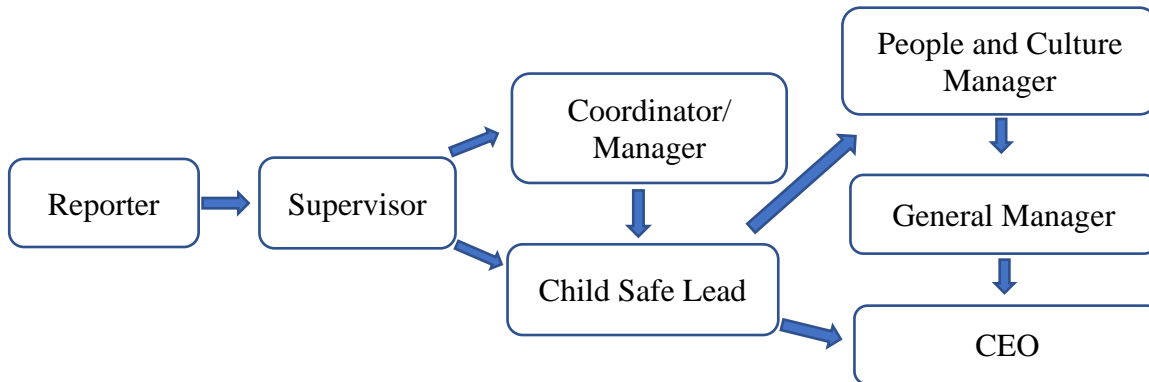 People and Culture
Manager
Coordinator/
Manager
Reporter
Supervisor
General Manager
Child Safe Lead
CEO